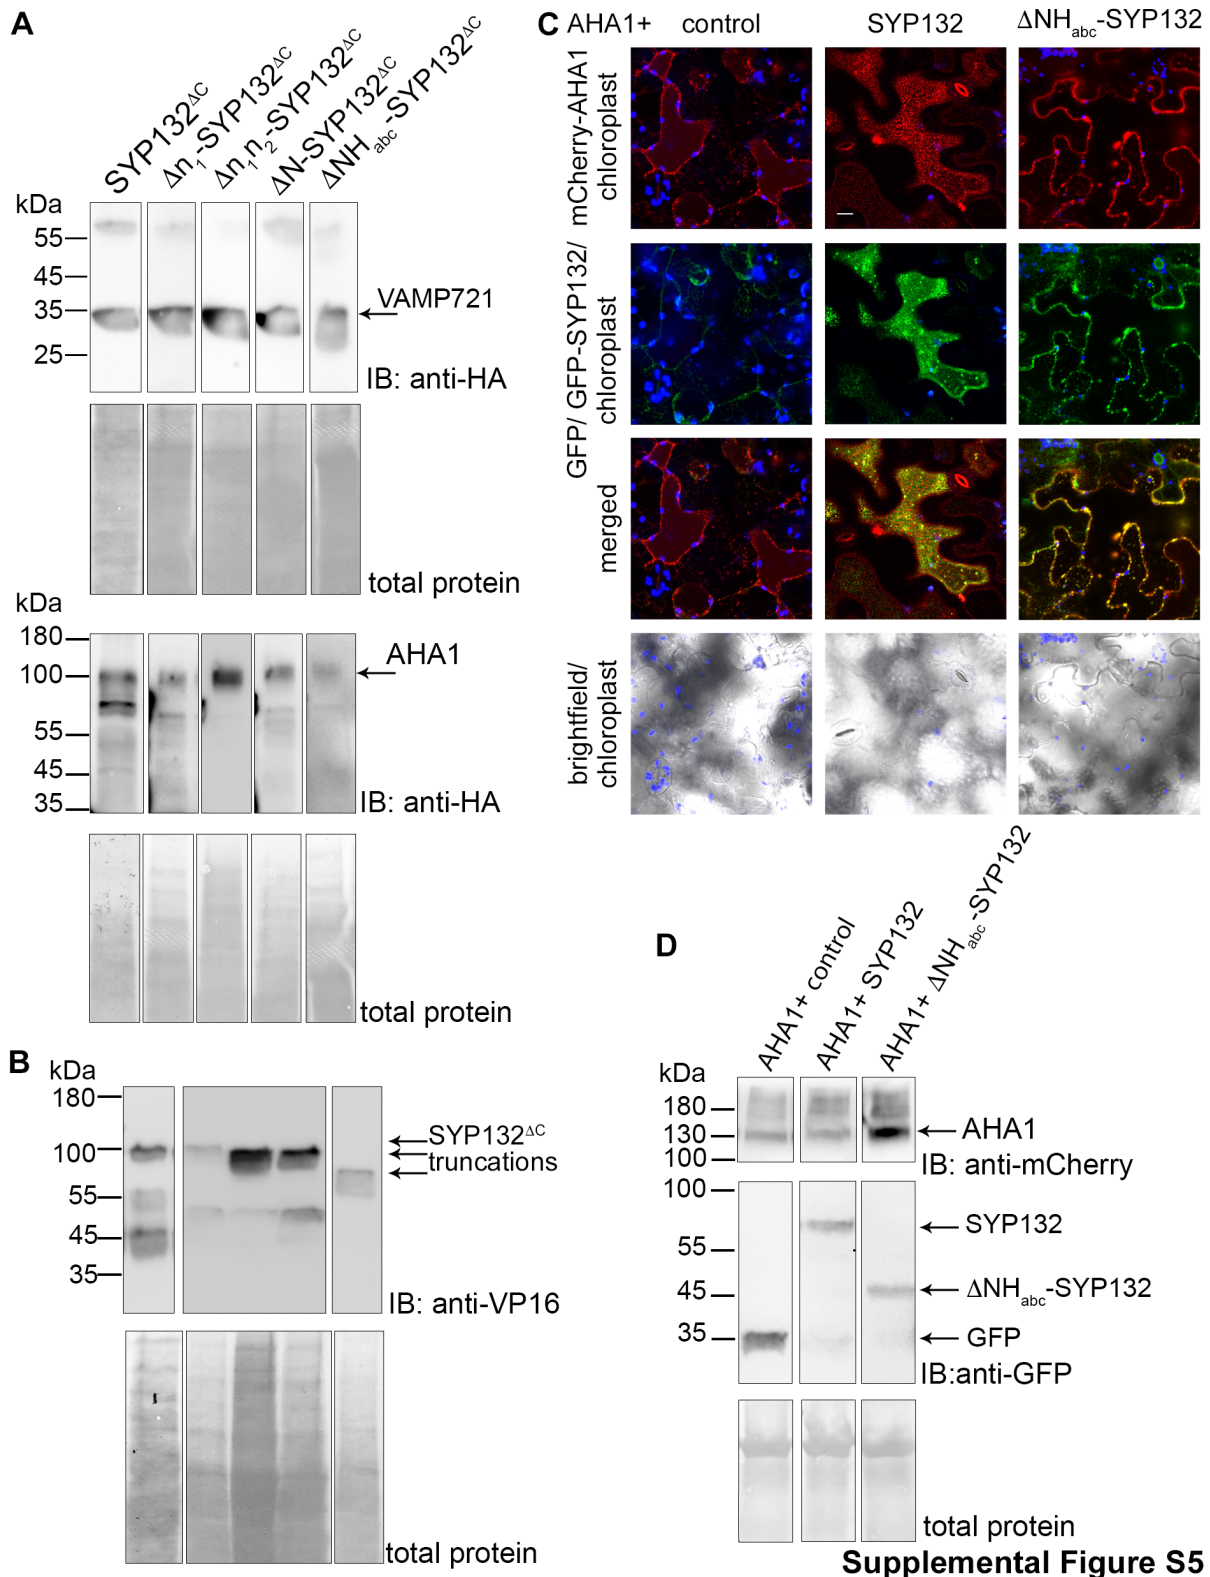 A
SYP132ΔC
Δn1-SYP132ΔC
Δn1n2-SYP132ΔC
ΔN-SYP132ΔC
ΔNHabc-SYP132ΔC
kDa
55
45
35
25
VAMP721
IB: anti-HA
total protein
kDa
180
100
55
45
35
AHA1
IB: anti-HA
total protein
B
kDa
180
100
55
45
35
SYP132ΔC
truncations
IB: anti-VP16
total protein
C
AHA1+ control SYP132 ΔNHabc-SYP132
mCherry-AHA1
chloroplast
GFP/ GFP-SYP132/
chloroplast
merged
brightfield/
chloroplast
D
AHA1+ control
AHA1+ SYP132
AHA1+ ΔNHabc-SYP132
kDa
180
130
100
AHA1
IB: anti-mCherry
100
55
45
35
SYP132
ΔNHabc-SYP132
GFP
IB:anti-GFP
total protein
Supplemental Figure S5